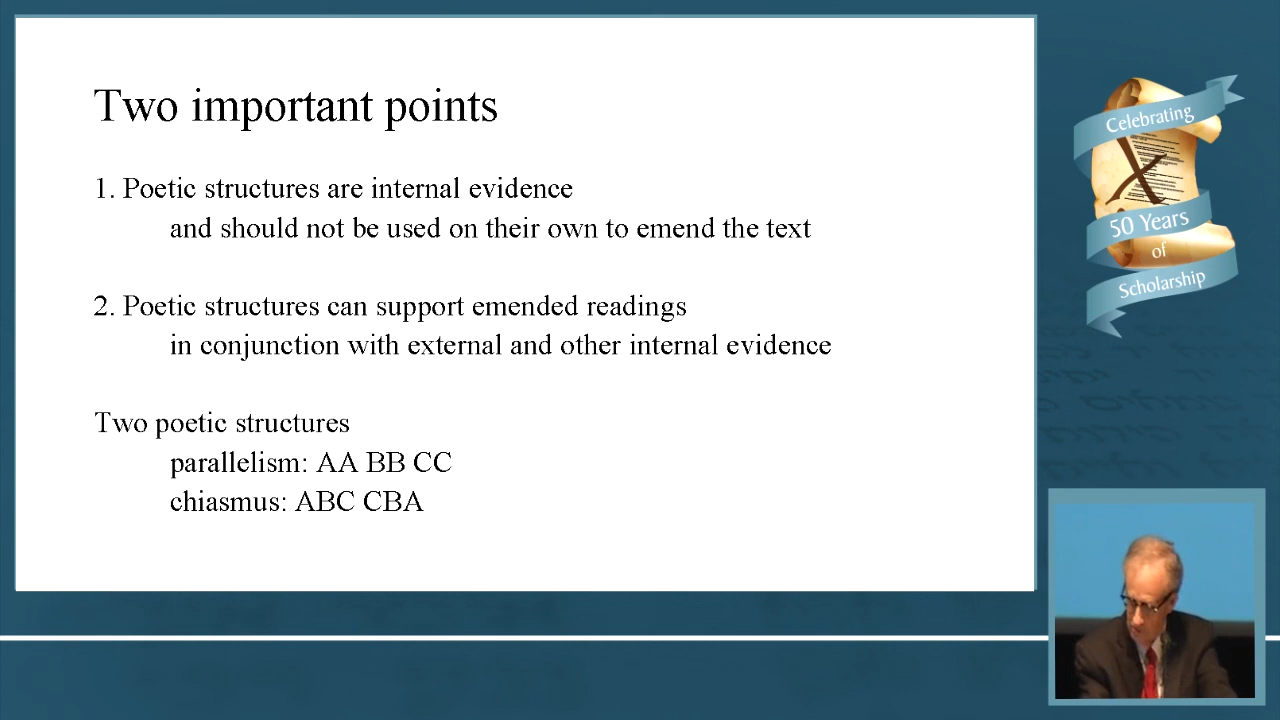 Two important points
1. Poetic structures are internal evidence
and should not be used on their own to emend the text
2. Poetic structures can support emended readings
in conjunction with external and other internal evidence
Two poetic structures
parallelism: AA BB CC
chiasmus: ABC CBA
Celebrating
X
50 Years
of
Scholarship